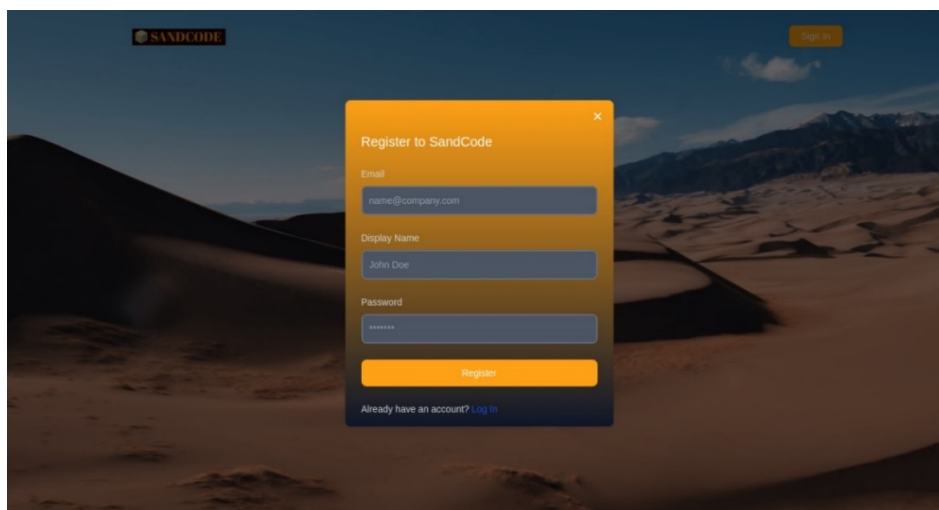 SANDCODE
Sign In
Register to SandCode
Email
name@company.com
Display Name
John Doe
Password
*******
Register
Already have an account? Log In